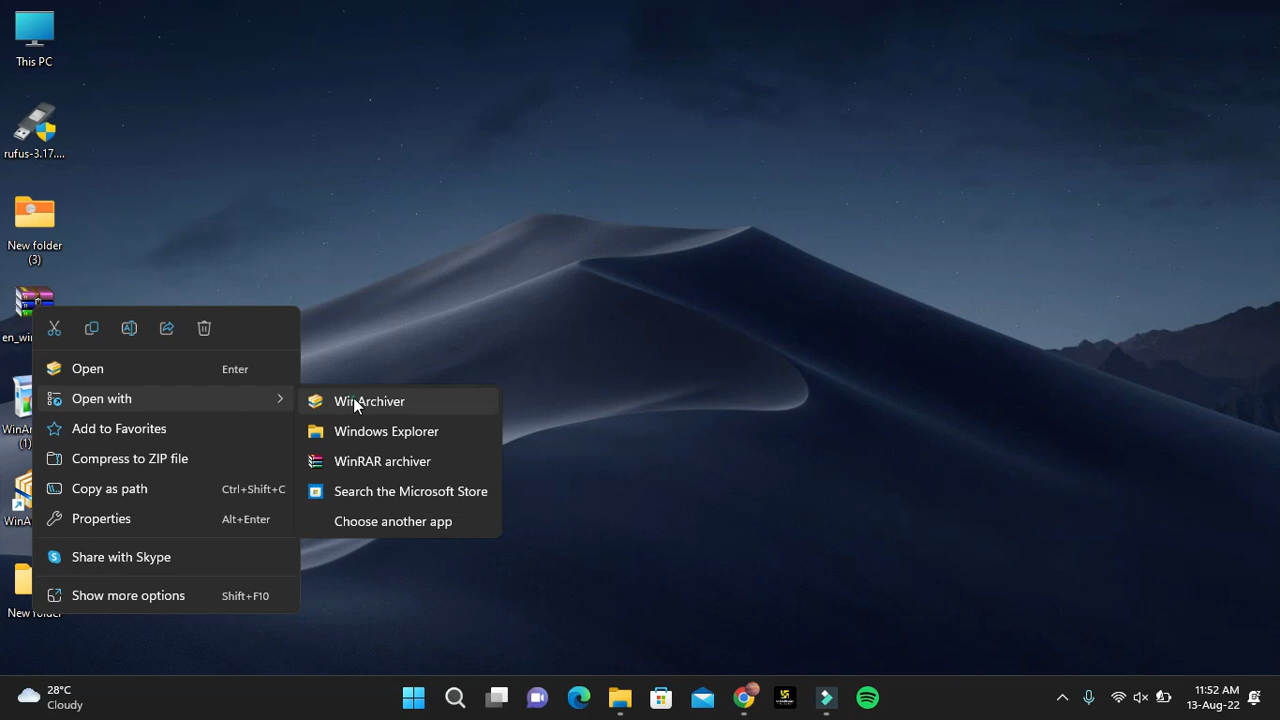 This PC
rufus-3.17....
New folder
(3)
en_win
WinAr
(1)
WinA
New folder
Open Enter
Open with
Add to Favorites
Compress to ZIP file
Copy as path Ctrl+Shift+C
Properties Alt+Enter
Share with Skype
Show more options Shift+F10
WinArchiver
Windows Explorer
WinRAR archiver
Search the Microsoft Store
Choose another app
28°C
Cloudy
11:52 AM
13-Aug-22